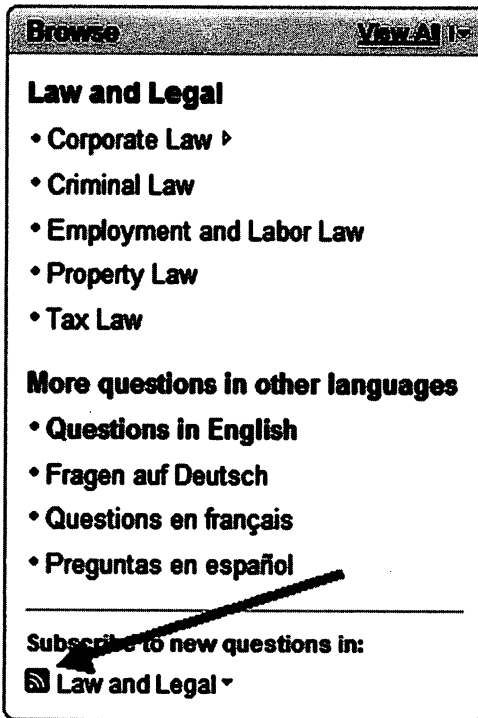 Browse View All
Law and Legal
• Corporate Law
• Criminal Law
• Employment and Labor Law
• Property Law
• Tax Law
More questions in other languages
• Questions in English
• Fragen auf Deutsch
• Questions en français
• Preguntas en español
Subscribe to new questions in:
Law and Legal